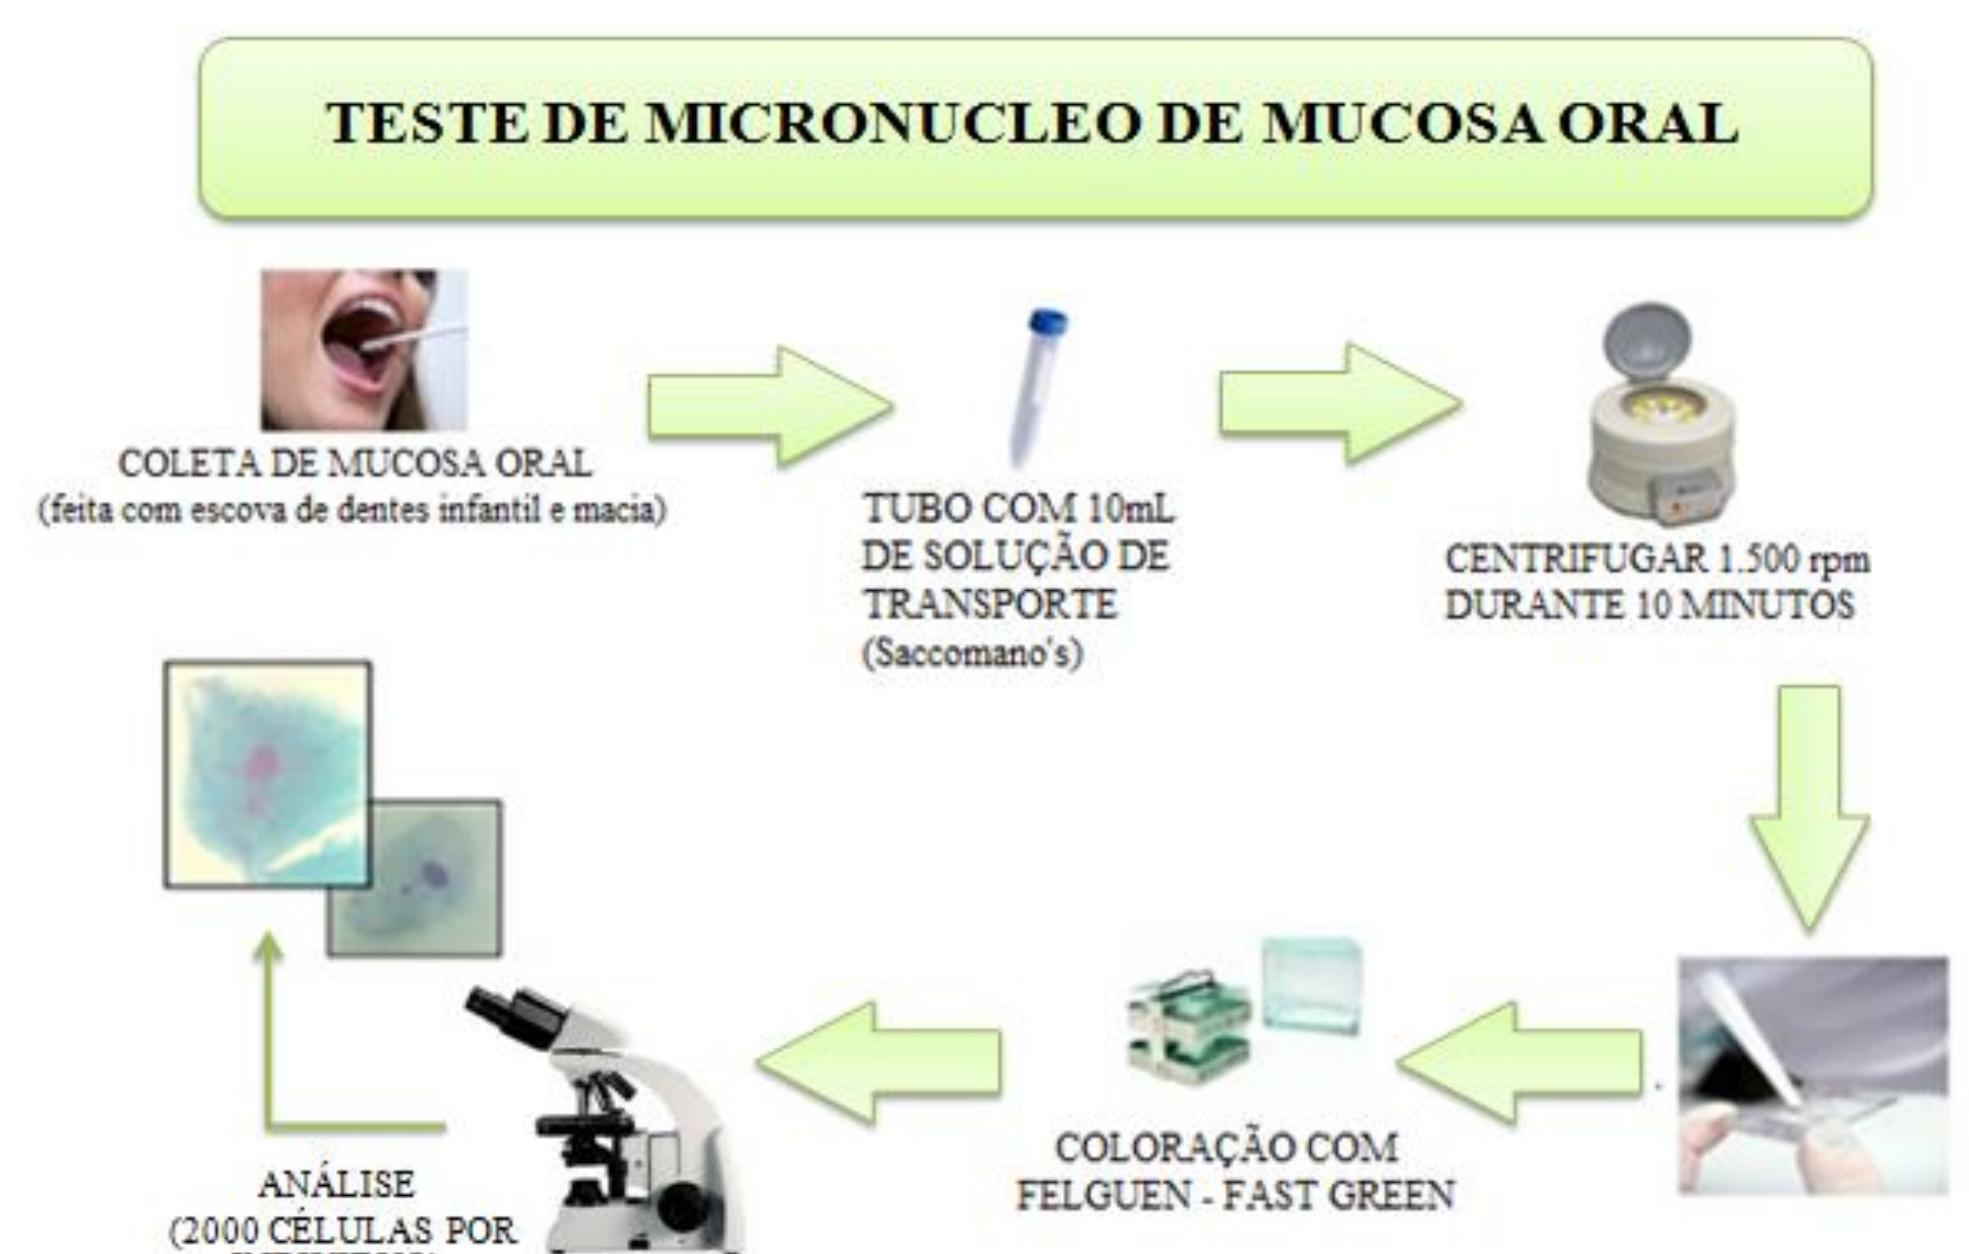 TESTE DE MICRONUCLEO DE MUCOSA ORAL
COLETA DE MUCOSA ORAL
(feita com escova de dentes infantil e macia)
TUBO COM 10mL
DE SOLUÇÃO DE
TRANSPORTE
(Saccomano's)
CENTRIFUGAR 1.500 rpm
DURANTE 10 MINUTOS
COLORAÇÃO COM
FELGUEN - FAST GREEN
ANÁLISE
(2000 CÉLULAS POR